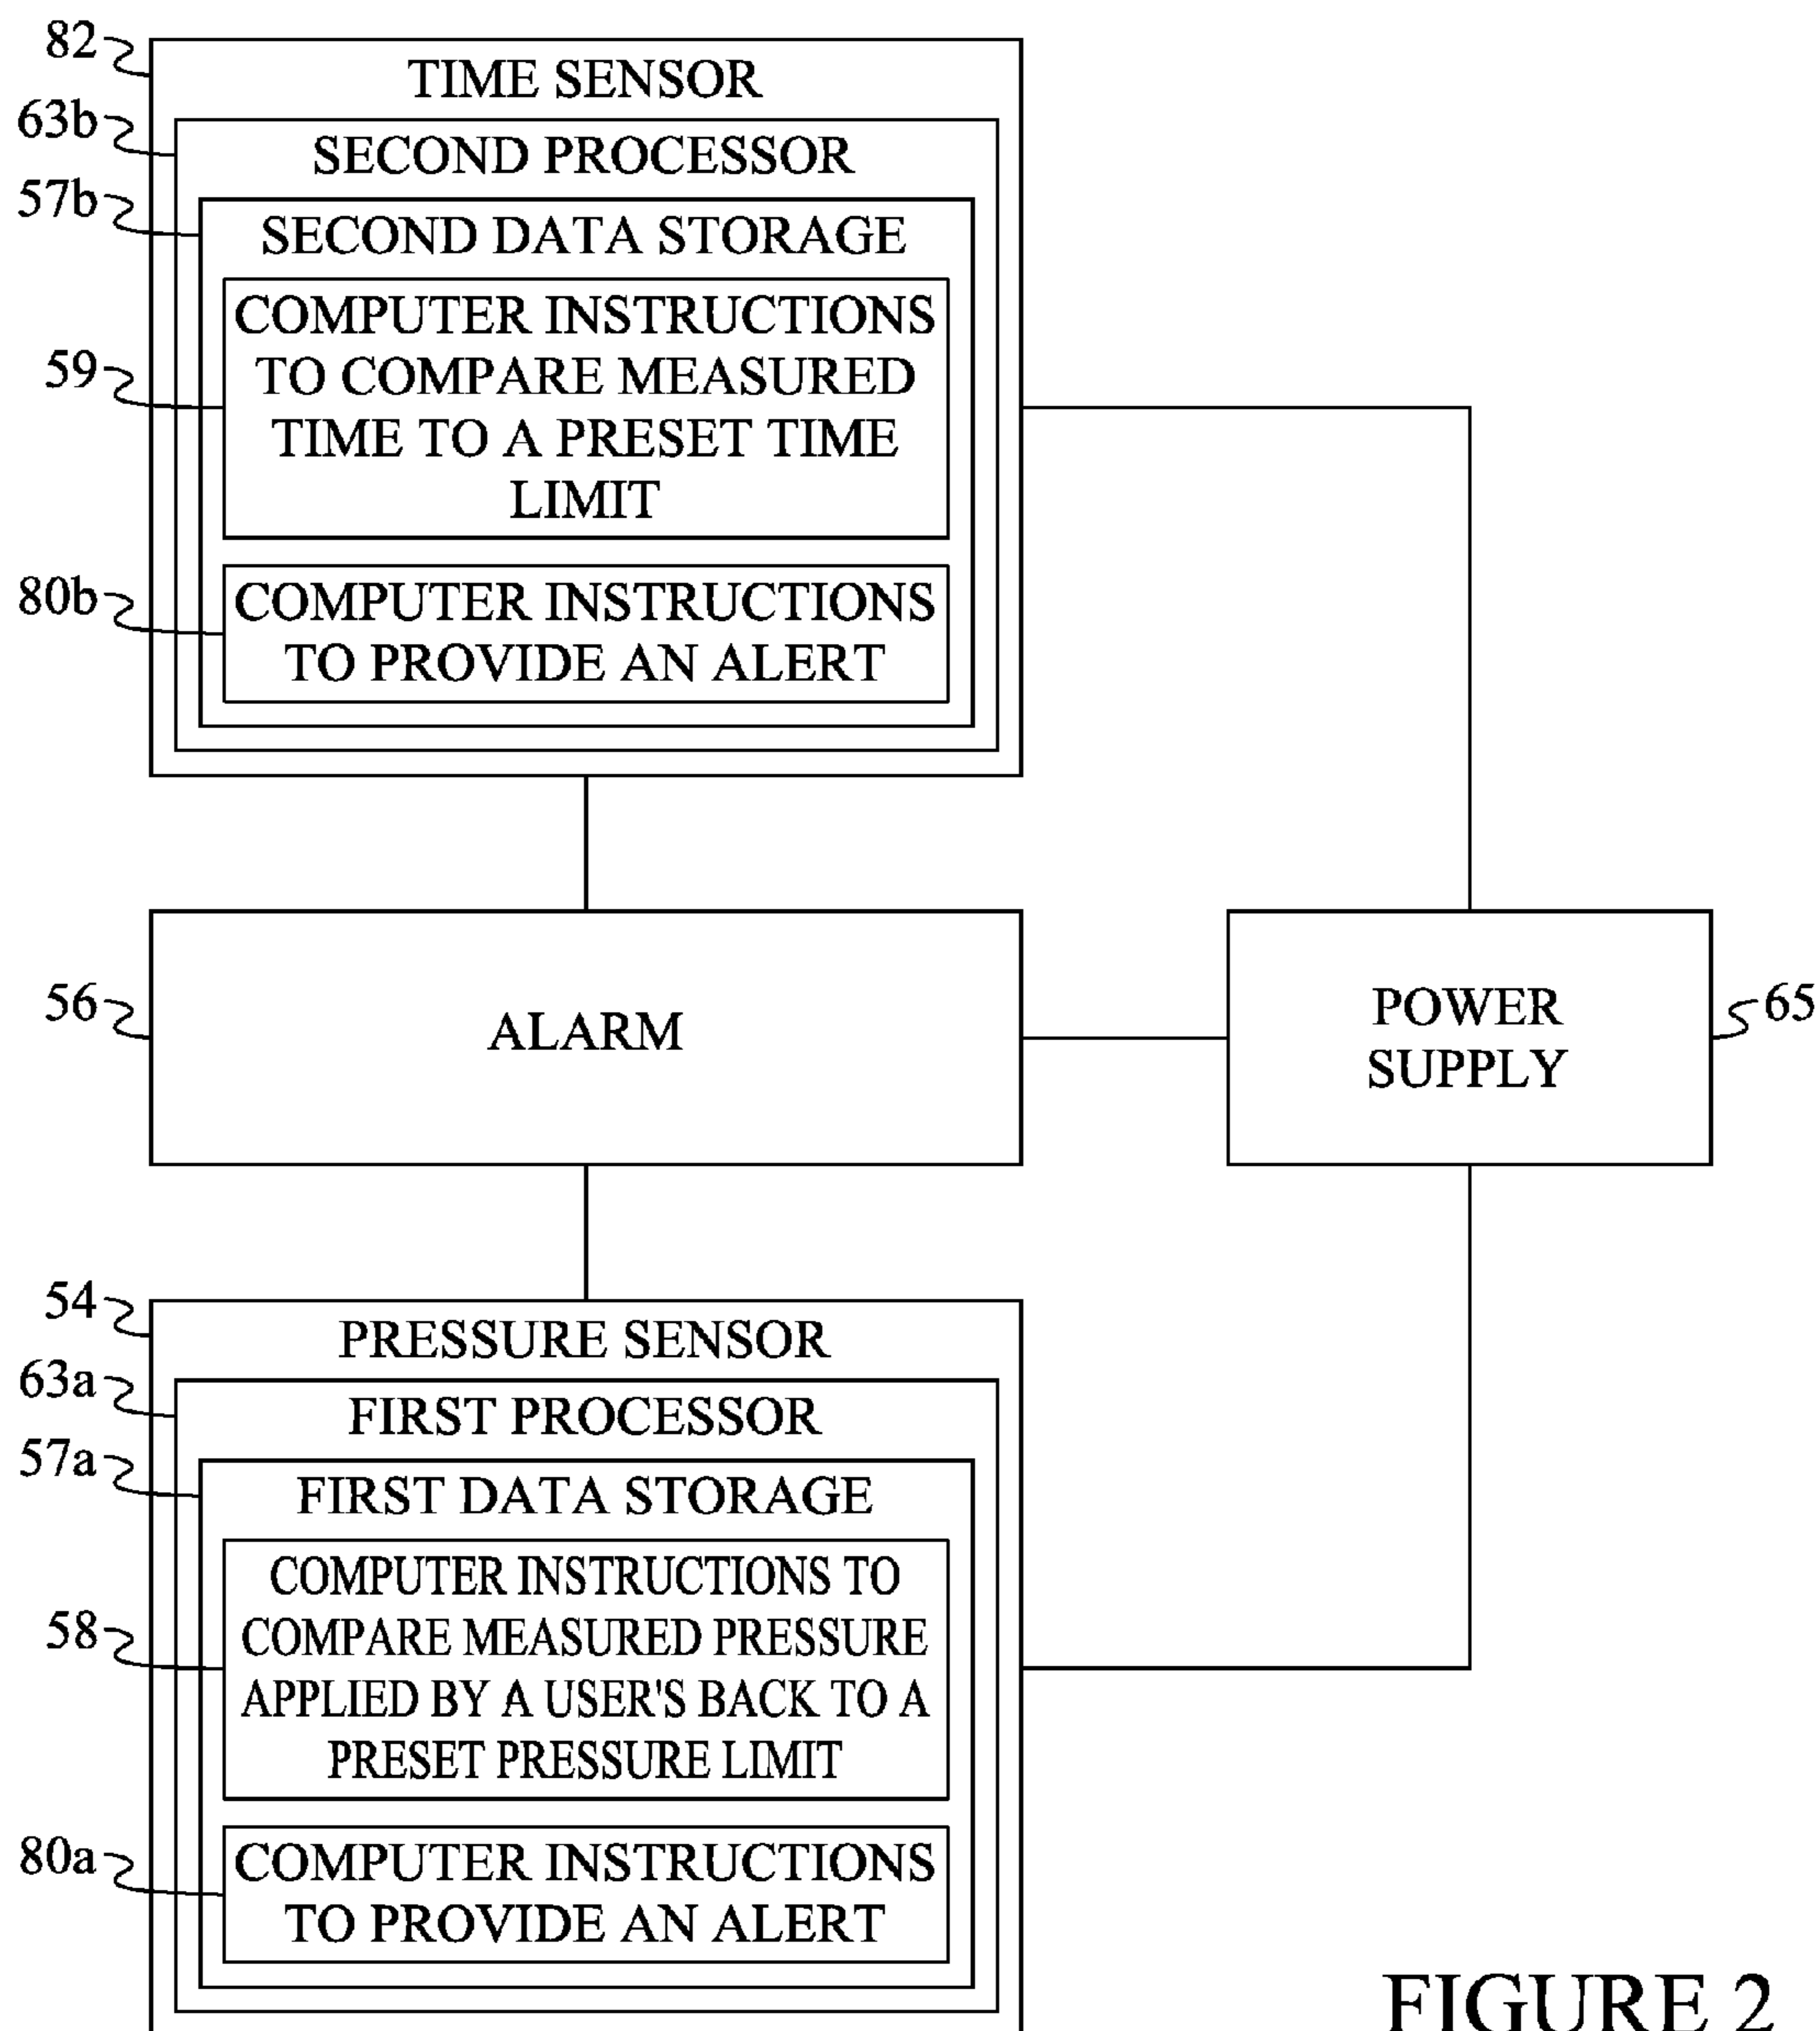 82
TIME SENSOR
63b
SECOND PROCESSOR
57b
SECOND DATA STORAGE
59
COMPUTER INSTRUCTIONS
TO COMPARE MEASURED
TIME TO A PRESET TIME
LIMIT
80b
COMPUTER INSTRUCTIONS
TO PROVIDE AN ALERT
56
ALARM
POWER
SUPPLY
65
54
PRESSURE SENSOR
63a
FIRST PROCESSOR
57a
FIRST DATA STORAGE
58
COMPUTER INSTRUCTIONS TO
COMPARE MEASURED PRESSURE
APPLIED BY A USER'S BACK TO A
PRESET PRESSURE LIMIT
80a
COMPUTER INSTRUCTIONS
TO PROVIDE AN ALERT
FIGURE 2